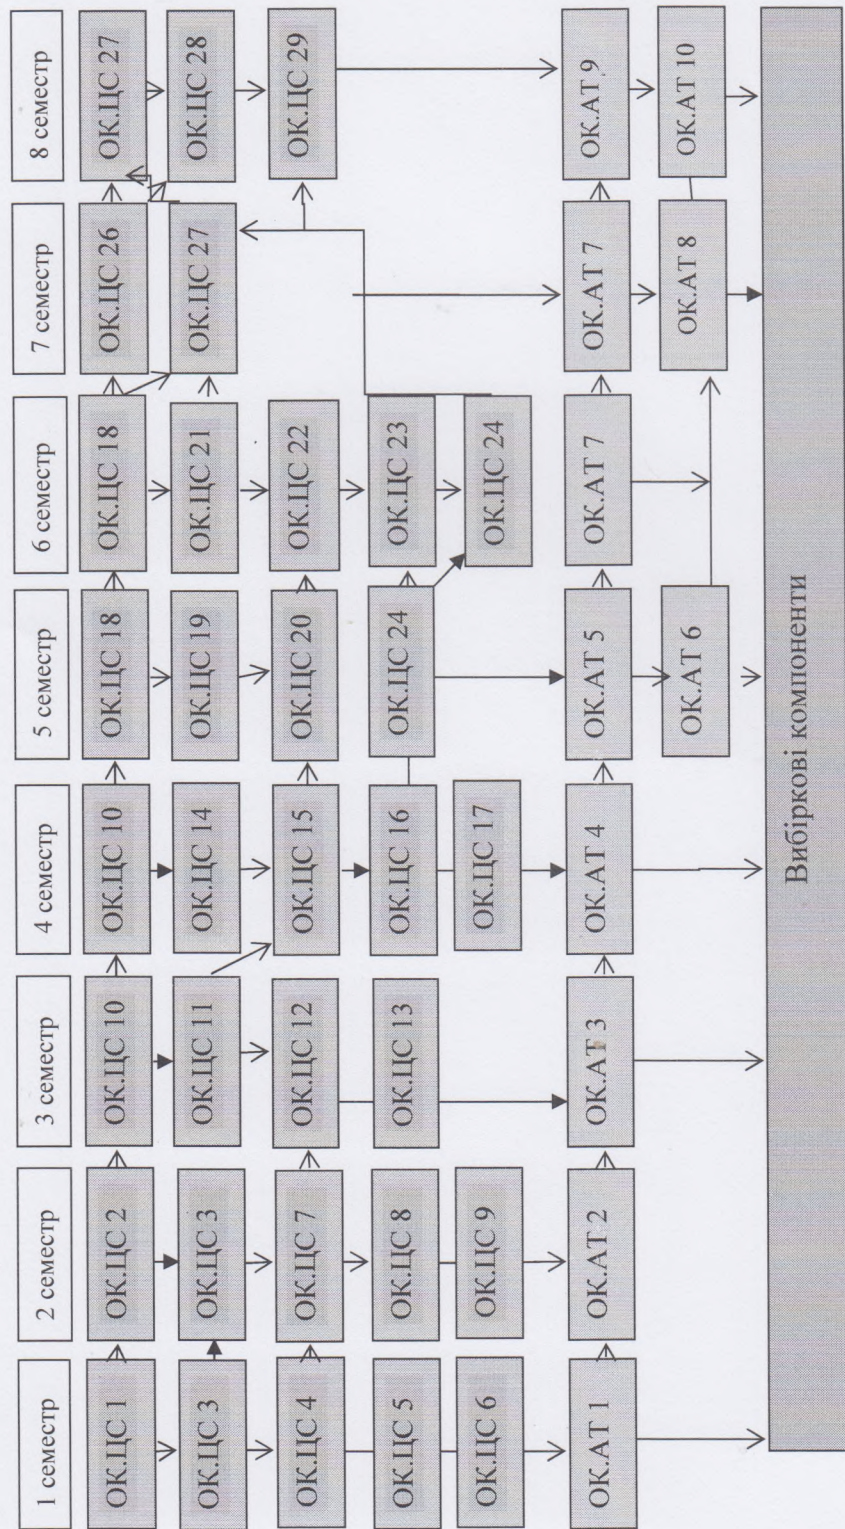 1 семестр
2 семестр
3 семестр
4 семестр
5 семестр
6 семестр
7 семестр
8 семестр
ОК.ЦС 1
ОК.ЦС 2
ОК.ЦС 10
ОК.ЦС 10
ОК.ЦС 18
ОК.ЦС 18
ОК.ЦС 26
ОК.ЦС 27
ОК.ЦС 3
ОК.ЦС 3
ОК.ЦС 11
ОК.ЦС 14
ОК.ЦС 19
ОК.ЦС 21
ОК.ЦС 27
ОК.ЦС 28
ОК.ЦС 4
ОК.ЦС 7
ОК.ЦС 12
ОК.ЦС 15
ОК.ЦС 20
ОК.ЦС 22
ОК.ЦС 29
ОК.ЦС 5
ОК.ЦС 8
ОК.ЦС 13
ОК.ЦС 16
ОК.ЦС 24
ОК.ЦС 23
ОК.ЦС 6
ОК.ЦС 9
ОК.ЦС 17
ОК.ЦС 24
ОК.АТ 1
ОК.АТ 2
ОК.АТ 3
ОК.АТ 4
ОК.АТ 5
ОК.АТ 7
ОК.АТ 7
ОК.АТ 9
ОК.АТ 6
ОК.АТ 8
ОК.АТ 10
Вибіркові компоненти